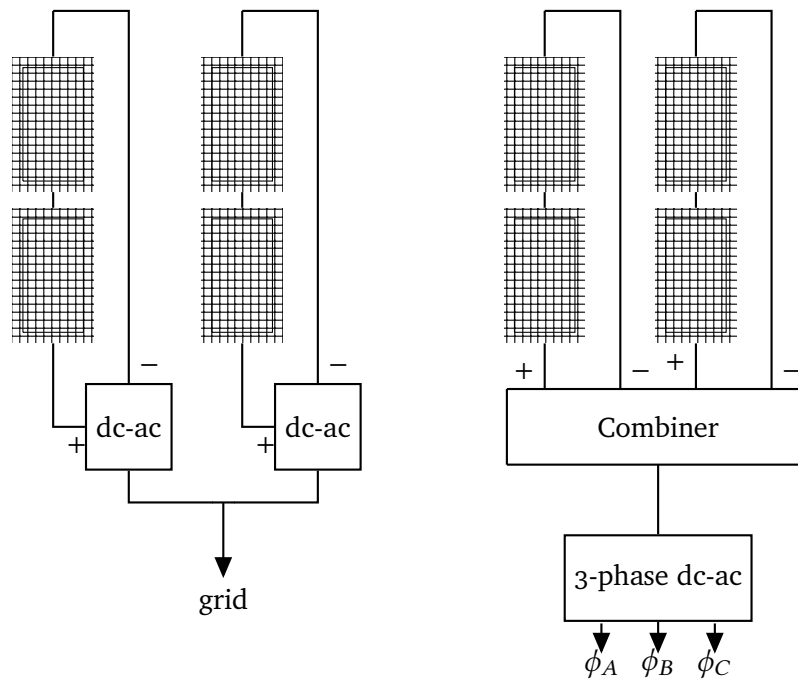 − − + − + −
+ dc-ac + dc-ac Combiner
3-phase dc-ac
grid
ϕA ϕB ϕC